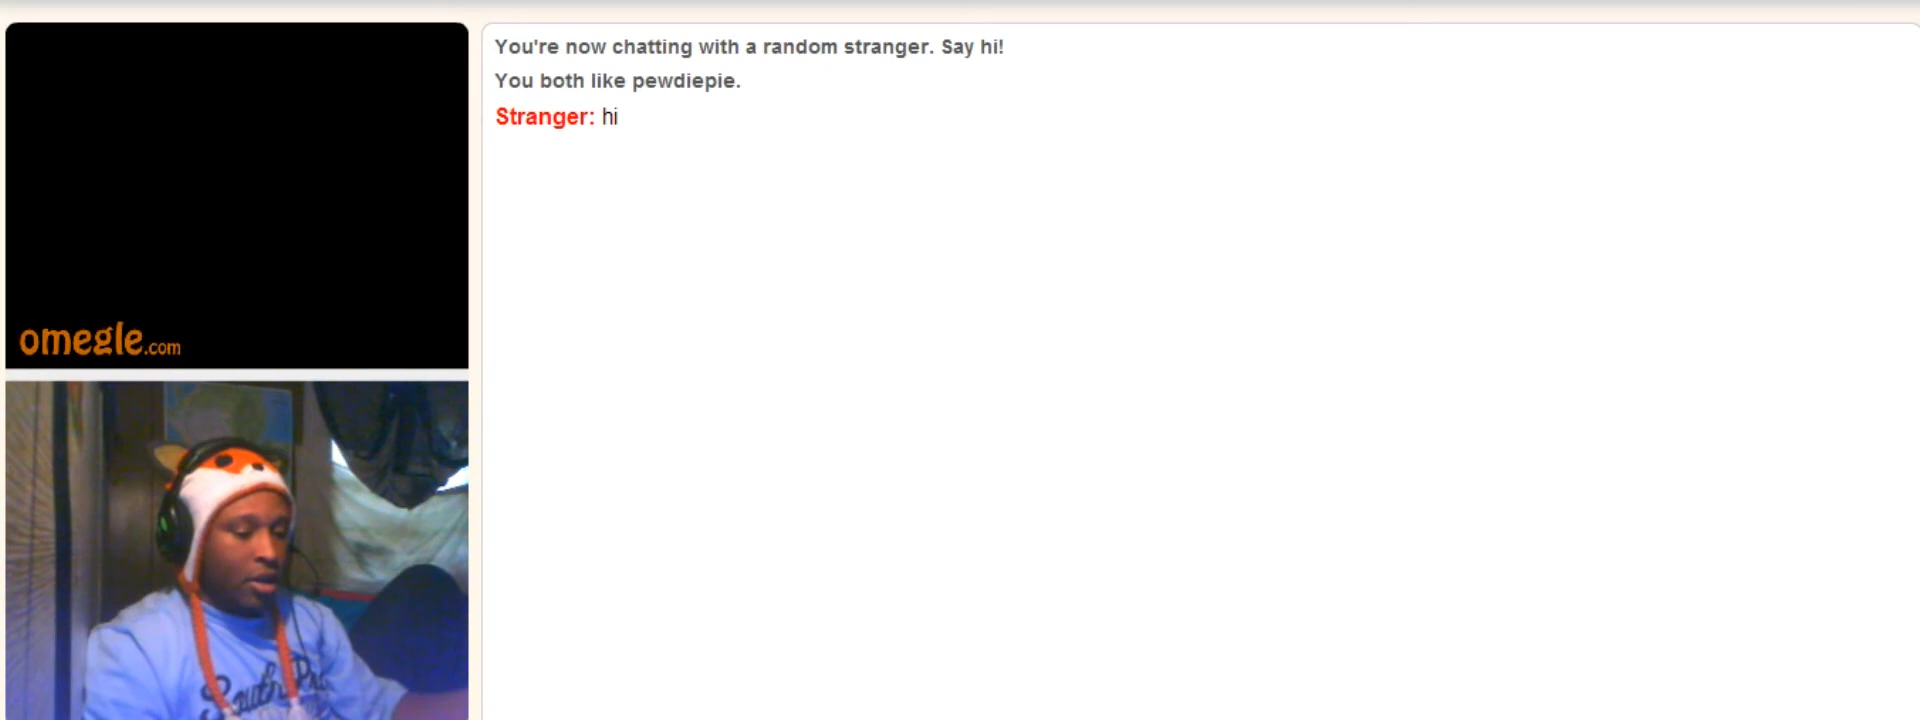 You're now chatting with a random stranger. Say hi!
You both like pewdiepie.
Stranger: hi
omegle.com